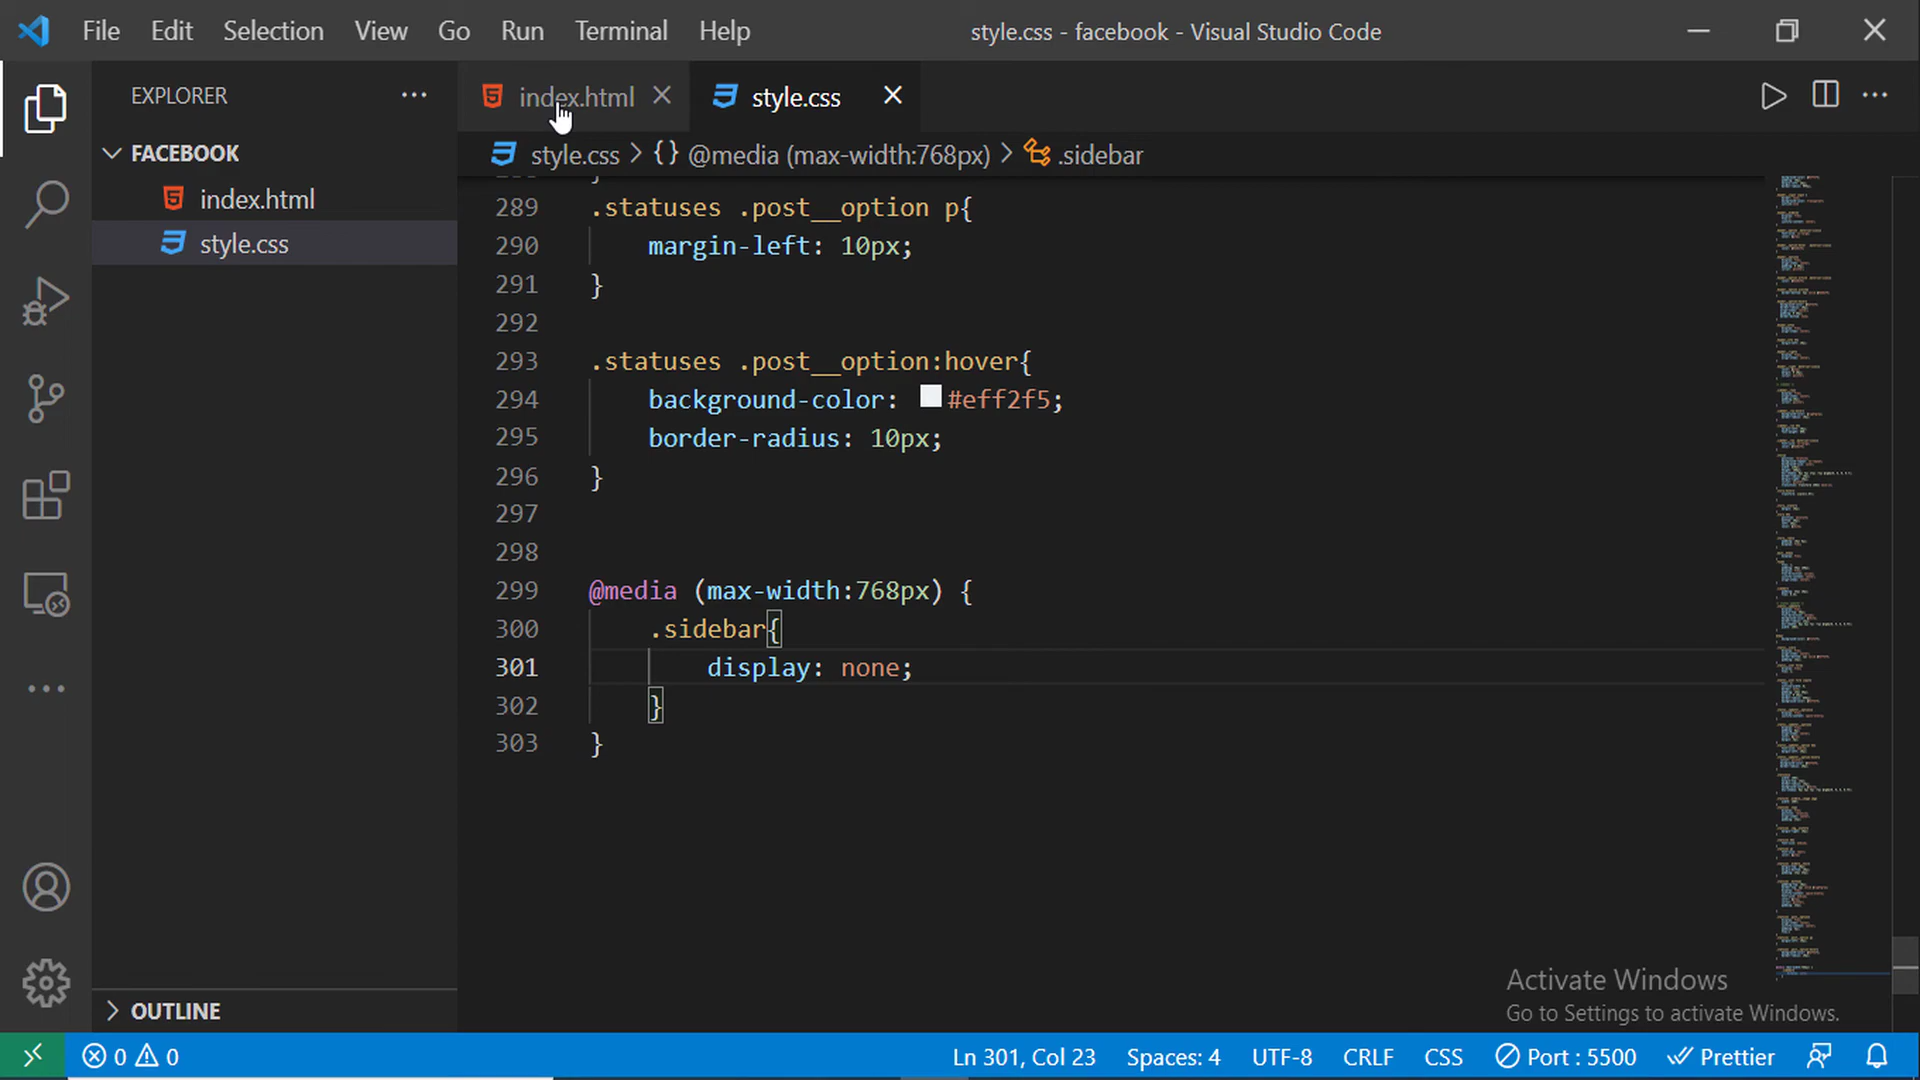 File Edit Selection View Go Run Terminal Help style.css - facebook - Visual Studio Code
EXPLORER
index.html
style.css
style.css > {} @media (max-width:768px) > .sidebar
FACEBOOK
index.html
style.css
289 .statuses .post__option p{
290 margin-left: 10px;
291 }
292
293 .statuses .post__option:hover{
294 background-color: #eff2f5;
295 border-radius: 10px;
296 }
297
298
299 @media (max-width:768px) {
300 .sidebar{
301 display: none;
302 }
303 }
OUTLINE
Activate Windows
Go to Settings to activate Windows.
0 0 Ln 301, Col 23 Spaces: 4 UTF-8 CRLF CSS Port : 5500 Prettier